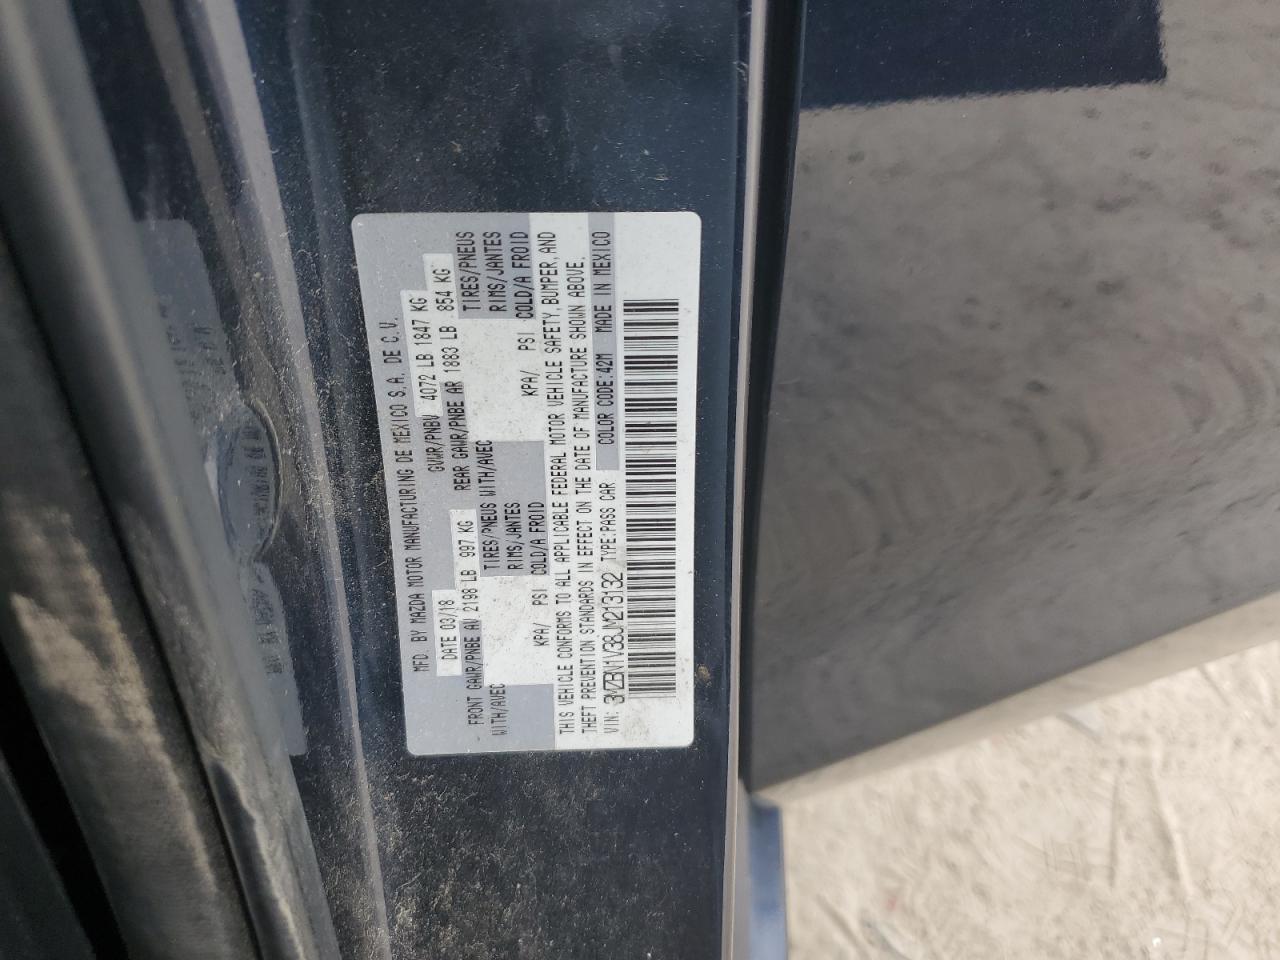 MFD. BY MAZDA MOTOR MANUFACTURING DE MEXICO S.A. DE C.V.
DATE 03/18 GVWR/PNBV 4072 LB 1847 KG
FRONT GAWR/PNBE AV 2198 LB 997 KG REAR GAWR/PNBE AR 1883 LB 854 KG
WITH/AVEC TIRES/PNEUS WITH/AVEC TIRES/PNEUS
RIMS/JANTES RIMS/JANTES
KPA/ PSI COLD/A FROID KPA/ PSI COLD/A FROID
THIS VEHICLE CONFORMS TO ALL APPLICABLE FEDERAL MOTOR VEHICLE SAFETY, BUMPER, AND
THEFT PREVENTION STANDARDS IN EFFECT ON THE DATE OF MANUFACTURE SHOWN ABOVE.
VIN: 3MZBN1V38JM213132 TYPE:PASS CAR COLOR CODE:42M MADE IN MEXICO